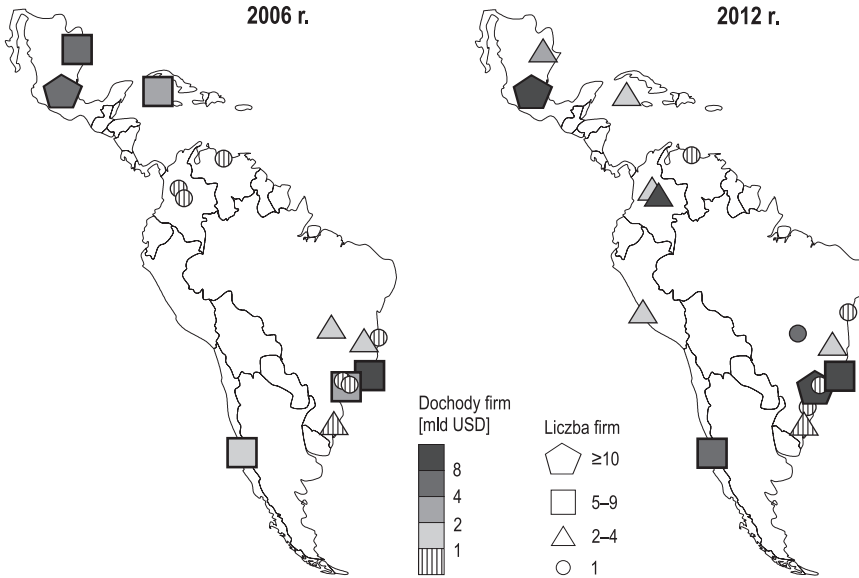 2006 r.
2012 r.
Dochody firm
[mld USD]
8
4
2
1
Liczba firm
≥10
5–9
2–4
1